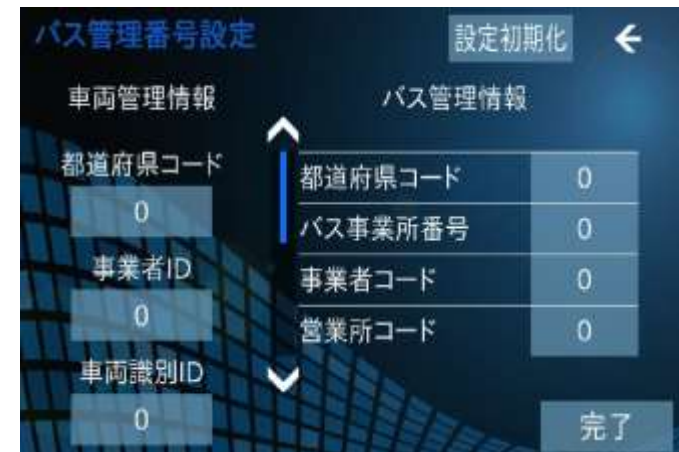 バス管理番号設定
設定初期化
車両管理情報
バス管理情報
都道府県コード
0
事業者ID
0
車両識別ID
0
都道府県コード 0
バス事業所番号 0
事業者コード 0
営業所コード 0
完了